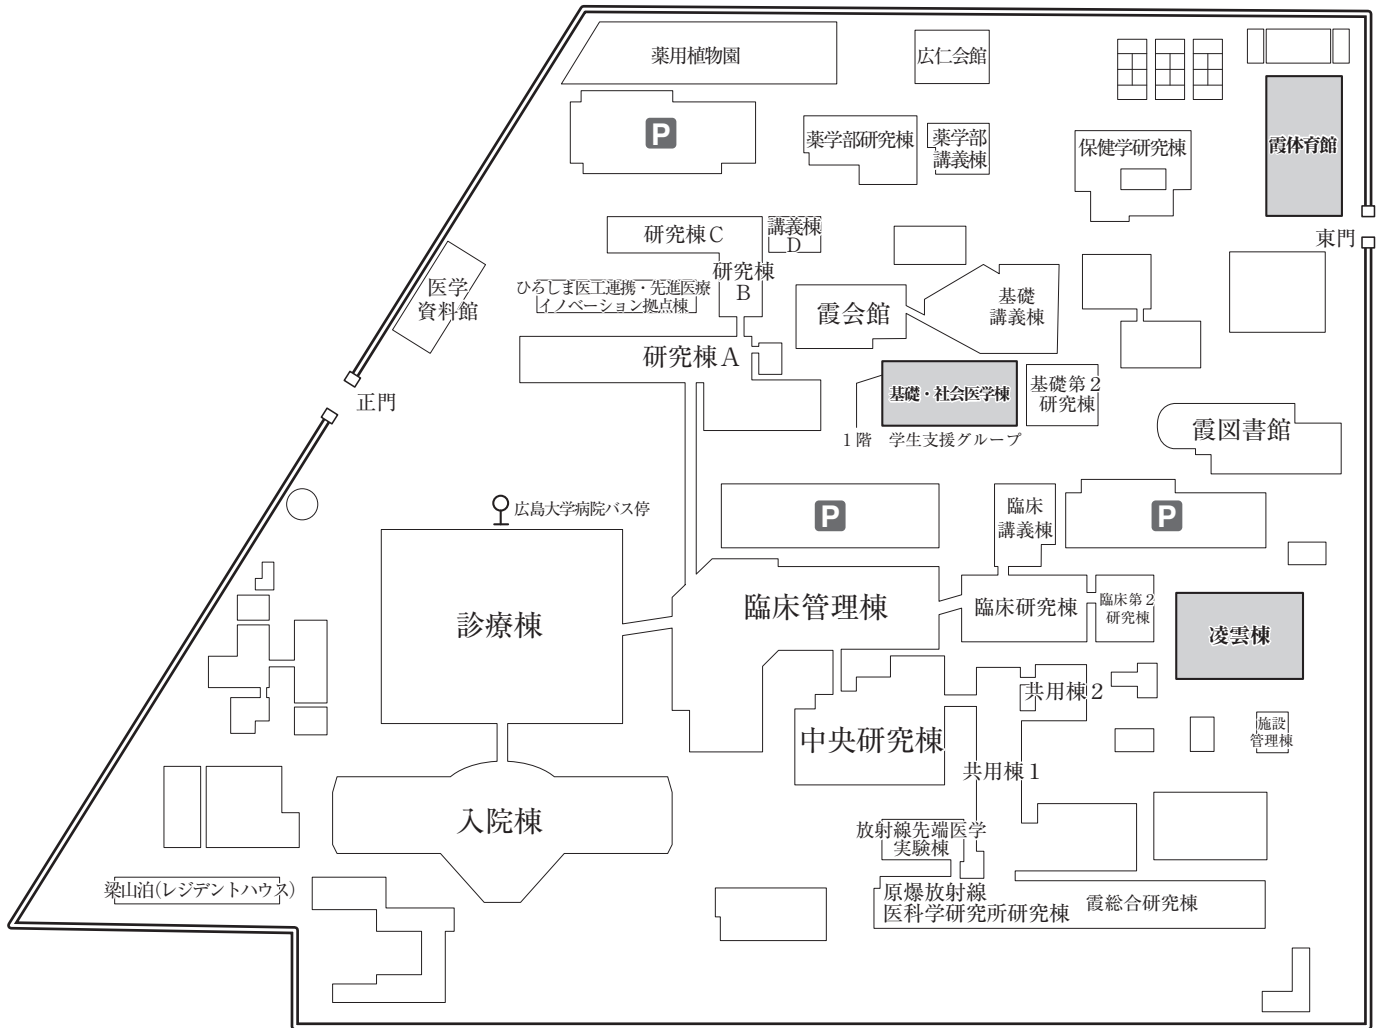 薬用植物園
広仁会館
P
薬学部研究棟
薬学部
講義棟
保健学研究棟
霞体育館
東門
研究棟C
講義棟
D
研究棟
B
医学
資料館
ひろしま医工連携・先進医療
イノベーション拠点棟
霞会館
基礎
講義棟
研究棟A
正門
基礎・社会医学棟
基礎第2
研究棟
1階 学生支援グループ
霞図書館
広島大学病院バス停
P
臨床
講義棟
P
診療棟
臨床管理棟
臨床研究棟
臨床第2
研究棟
凌雲棟
共用棟2
中央研究棟
施設
管理棟
共用棟1
入院棟
放射線先端医学
実験棟
梁山泊(レジデントハウス)
原爆放射線
医科学研究所研究棟
霞総合研究棟